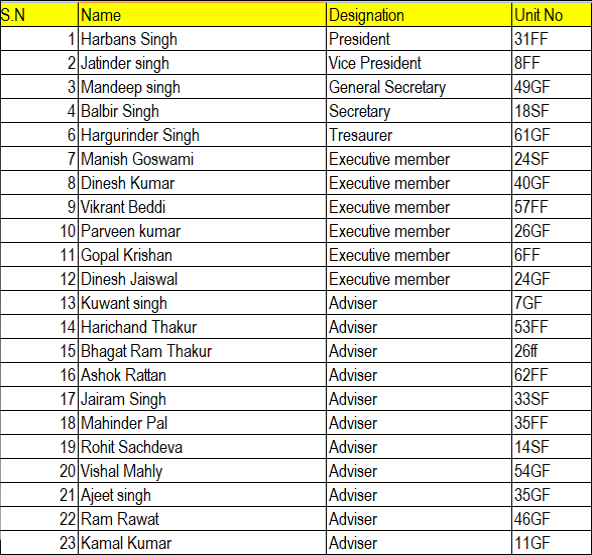 S.N Name Designation Unit No
1 Harbans Singh President 31FF
2 Jatinder singh Vice President 8FF
3 Mandeep singh General Secretary 49GF
4 Balbir Singh Secretary 18SF
6 Hargurinder Singh Tresaurer 61GF
7 Manish Goswami Executive member 24SF
8 Dinesh Kumar Executive member 40GF
9 Vikrant Beddi Executive member 57FF
10 Parveen kumar Executive member 26GF
11 Gopal Krishan Executive member 6FF
12 Dinesh Jaiswal Executive member 24GF
13 Kuwant singh Adviser 7GF
14 Harichand Thakur Adviser 53FF
15 Bhagat Ram Thakur Adviser 26ff
16 Ashok Rattan Adviser 62FF
17 Jairam Singh Adviser 33SF
18 Mahinder Pal Adviser 35FF
19 Rohit Sachdeva Adviser 14SF
20 Vishal Mahly Adviser 54GF
21 Ajeet singh Adviser 35GF
22 Ram Rawat Adviser 46GF
23 Kamal Kumar Adviser 11GF